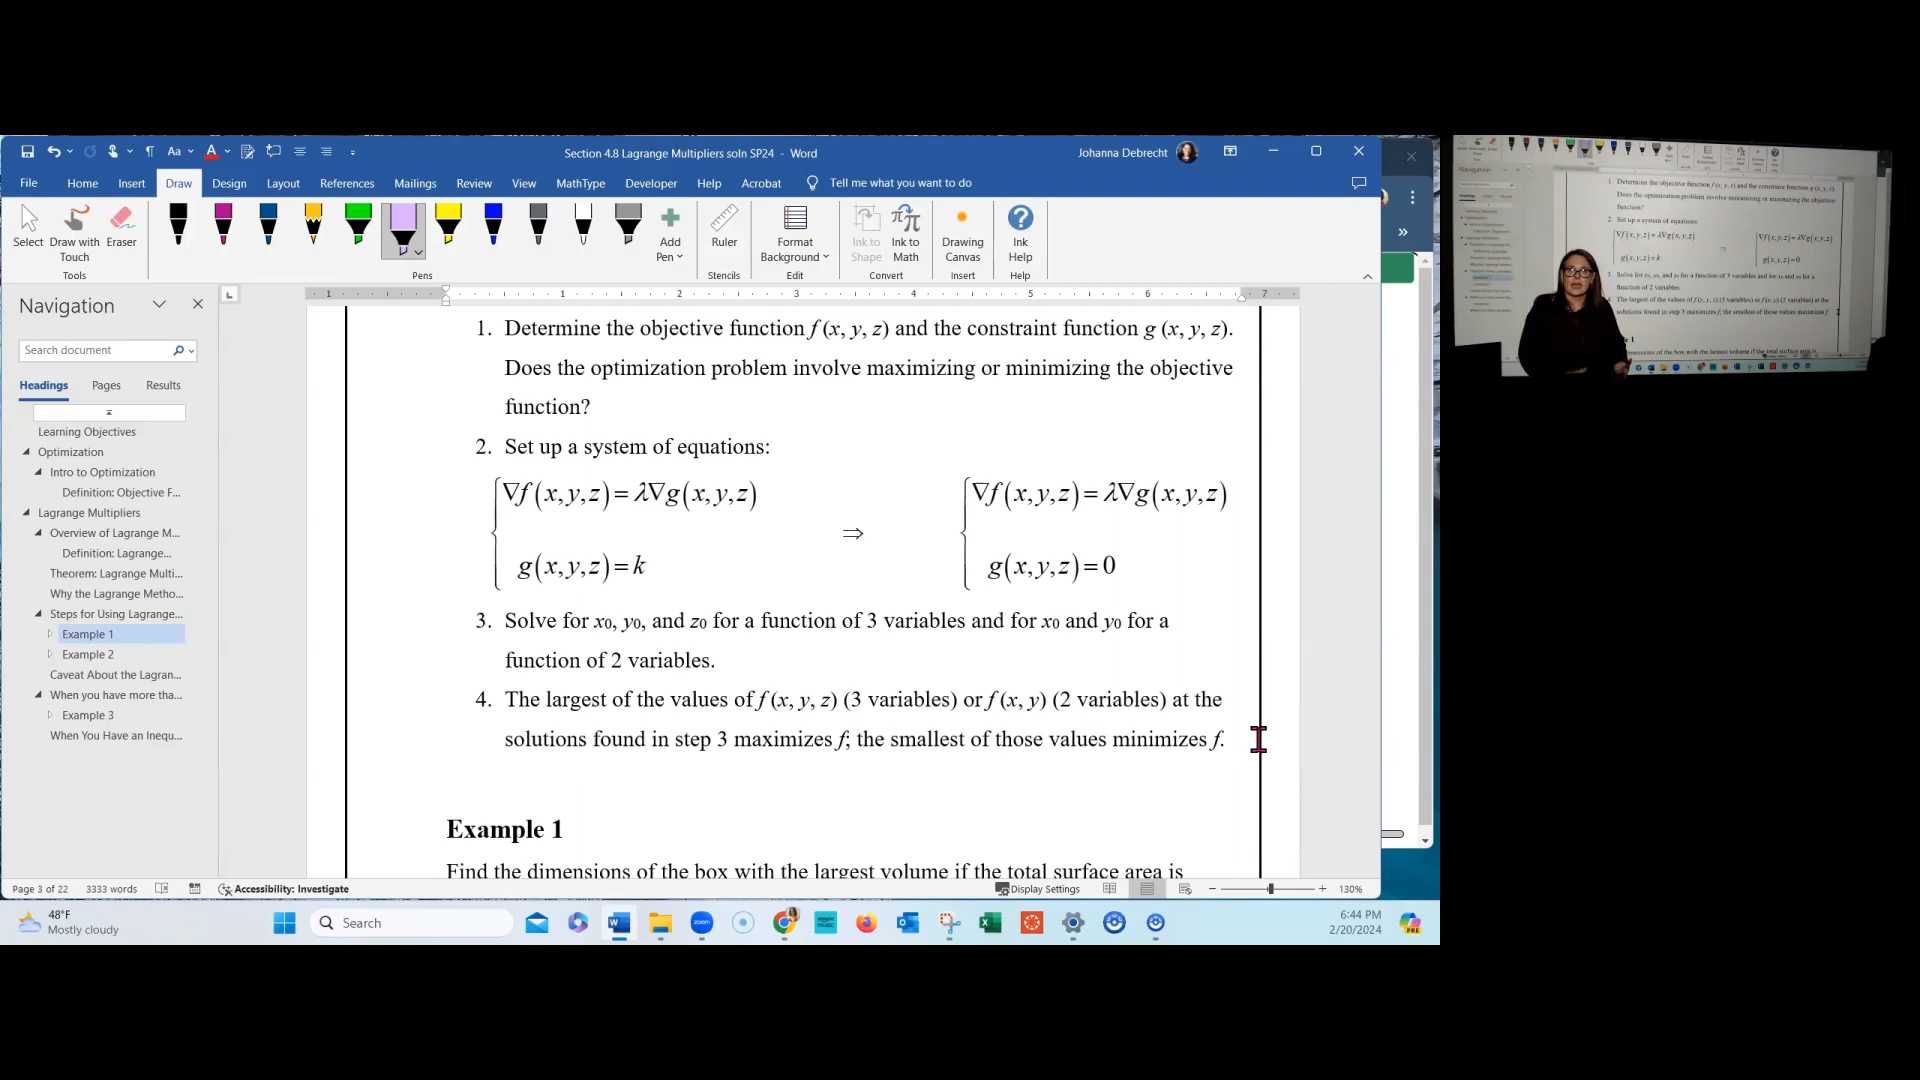 Section 4.8 Lagrange Multipliers soln SP24 - Word
Johanna Debrecht
File Home Insert Draw Design Layout References Mailings Review View MathType Developer Help Acrobat Tell me what you want to do
Select Draw with Touch Eraser Add Pen Ruler Format Background Ink to Shape Ink to Math Drawing Canvas Ink Help
Tools Pens Stencils Edit Convert Insert Help
Navigation
Search document
Headings Pages Results
Learning Objectives
Optimization
Intro to Optimization
Definition: Objective F...
Lagrange Multipliers
Overview of Lagrange M...
Definition: Lagrange...
Theorem: Lagrange Multi...
Why the Lagrange Metho...
Steps for Using Lagrange...
Example 1
Example 2
Caveat About the Lagran...
When you have more tha...
Example 3
When You Have an Inequ...
1 1 2 3 4 5 6 7
1. Determine the objective function f (x, y, z) and the constraint function g (x, y, z).
Does the optimization problem involve maximizing or minimizing the objective
function?
2. Set up a system of equations:
∇f(x,y,z)=λ∇g(x,y,z) ⇒ ∇f(x,y,z)=λ∇g(x,y,z)
g(x,y,z)=k g(x,y,z)=0
3. Solve for x0, y0, and z0 for a function of 3 variables and for x0 and y0 for a
function of 2 variables.
4. The largest of the values of f (x, y, z) (3 variables) or f (x, y) (2 variables) at the
solutions found in step 3 maximizes f; the smallest of those values minimizes f.
Example 1
Find the dimensions of the box with the largest volume if the total surface area is
Page 3 of 22 3333 words Accessibility: Investigate Display Settings 130%
48°F
Mostly cloudy
Search
6:44 PM
2/20/2024